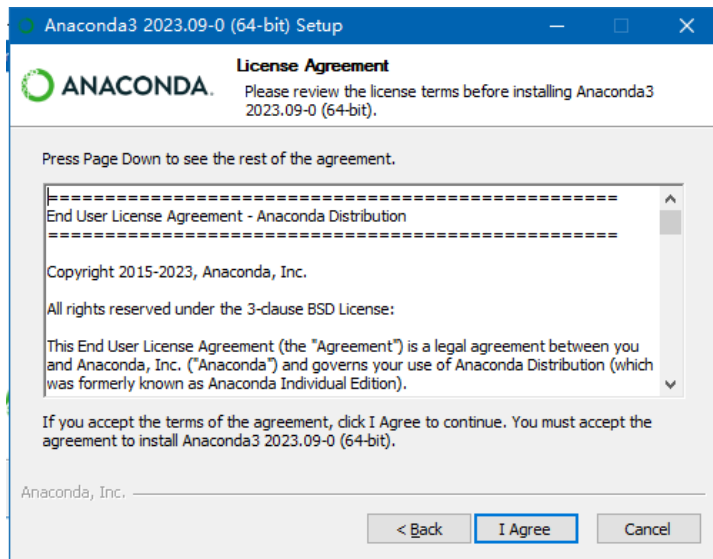 Anaconda3 2023.09-0 (64-bit) Setup
ANACONDA.
License Agreement
Please review the license terms before installing Anaconda3
2023.09-0 (64-bit).
Press Page Down to see the rest of the agreement.
====================================================
End User License Agreement - Anaconda Distribution
====================================================
Copyright 2015-2023, Anaconda, Inc.
All rights reserved under the 3-clause BSD License:
This End User License Agreement (the "Agreement") is a legal agreement between you
and Anaconda, Inc. ("Anaconda") and governs your use of Anaconda Distribution (which
was formerly known as Anaconda Individual Edition).
If you accept the terms of the agreement, click I Agree to continue. You must accept the
agreement to install Anaconda3 2023.09-0 (64-bit).
Anaconda, Inc.
< Back
I Agree
Cancel